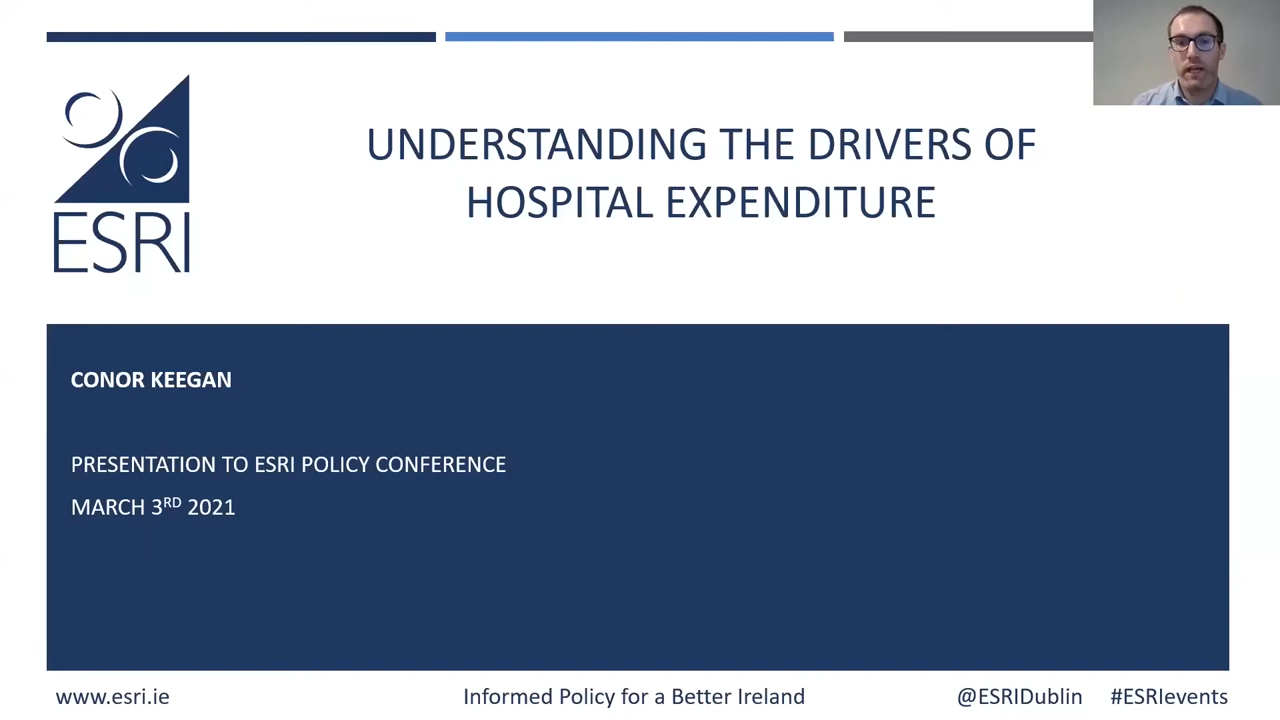 UNDERSTANDING THE DRIVERS OF
HOSPITAL EXPENDITURE
ESRI
CONOR KEEGAN
PRESENTATION TO ESRI POLICY CONFERENCE
MARCH 3RD 2021
www.esri.ie
Informed Policy for a Better Ireland
@ESRIDublin
#ESRIevents